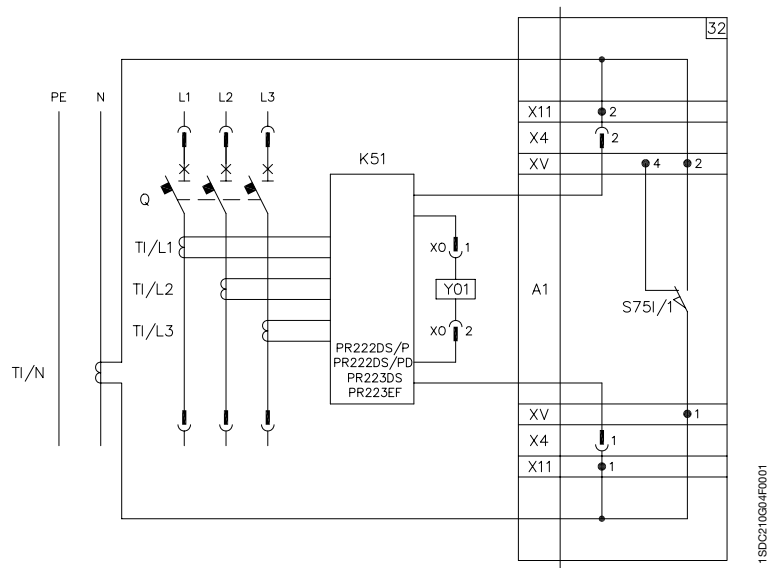 32
PE N L1 L2 L3
X11 2
X4 2
K51
XV 4 2
Q
TI/L1
X0 1
TI/L2
Y01
A1
S75I/1
TI/L3
X0 2
PR222DS/P
PR222DS/PD
TI/N
PR223DS
PR223EF
XV 1
X4 1
X11 1
1SDC210G04F0001